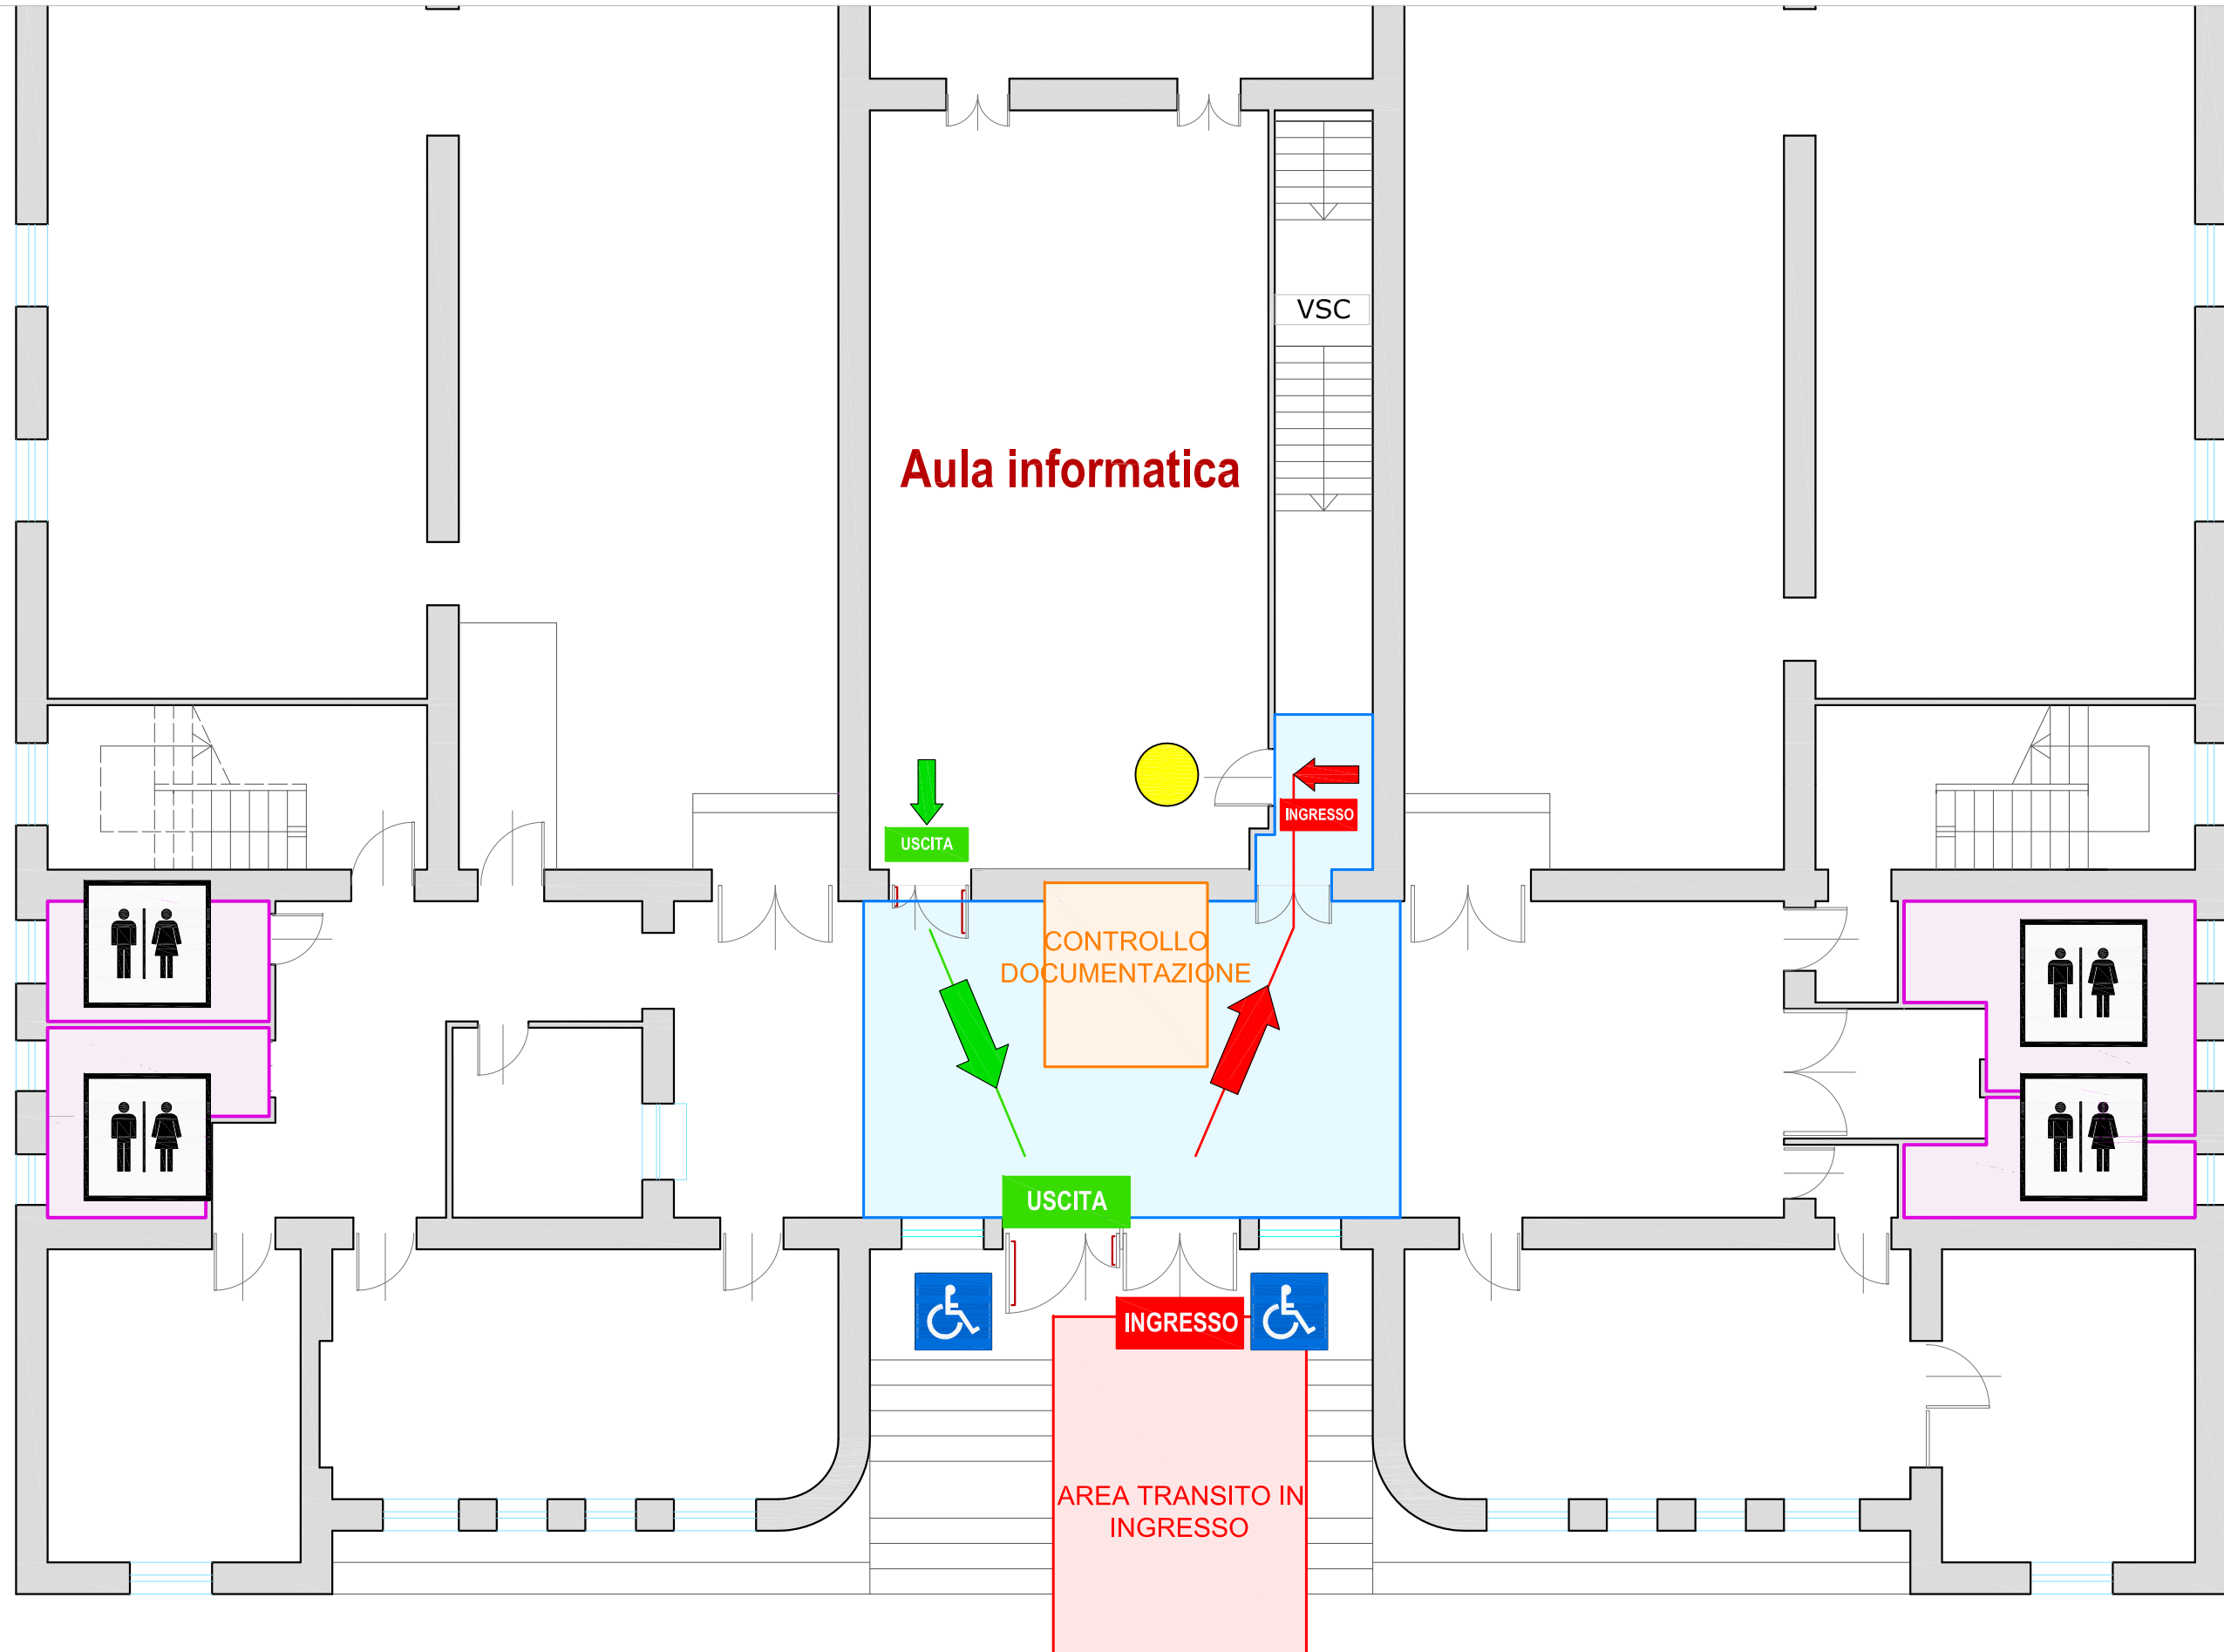 VSC
Aula informatica
INGRESSO
USCITA
CONTROLLO
DOCUMENTAZIONE
USCITA
INGRESSO
AREA TRANSITO IN
INGRESSO